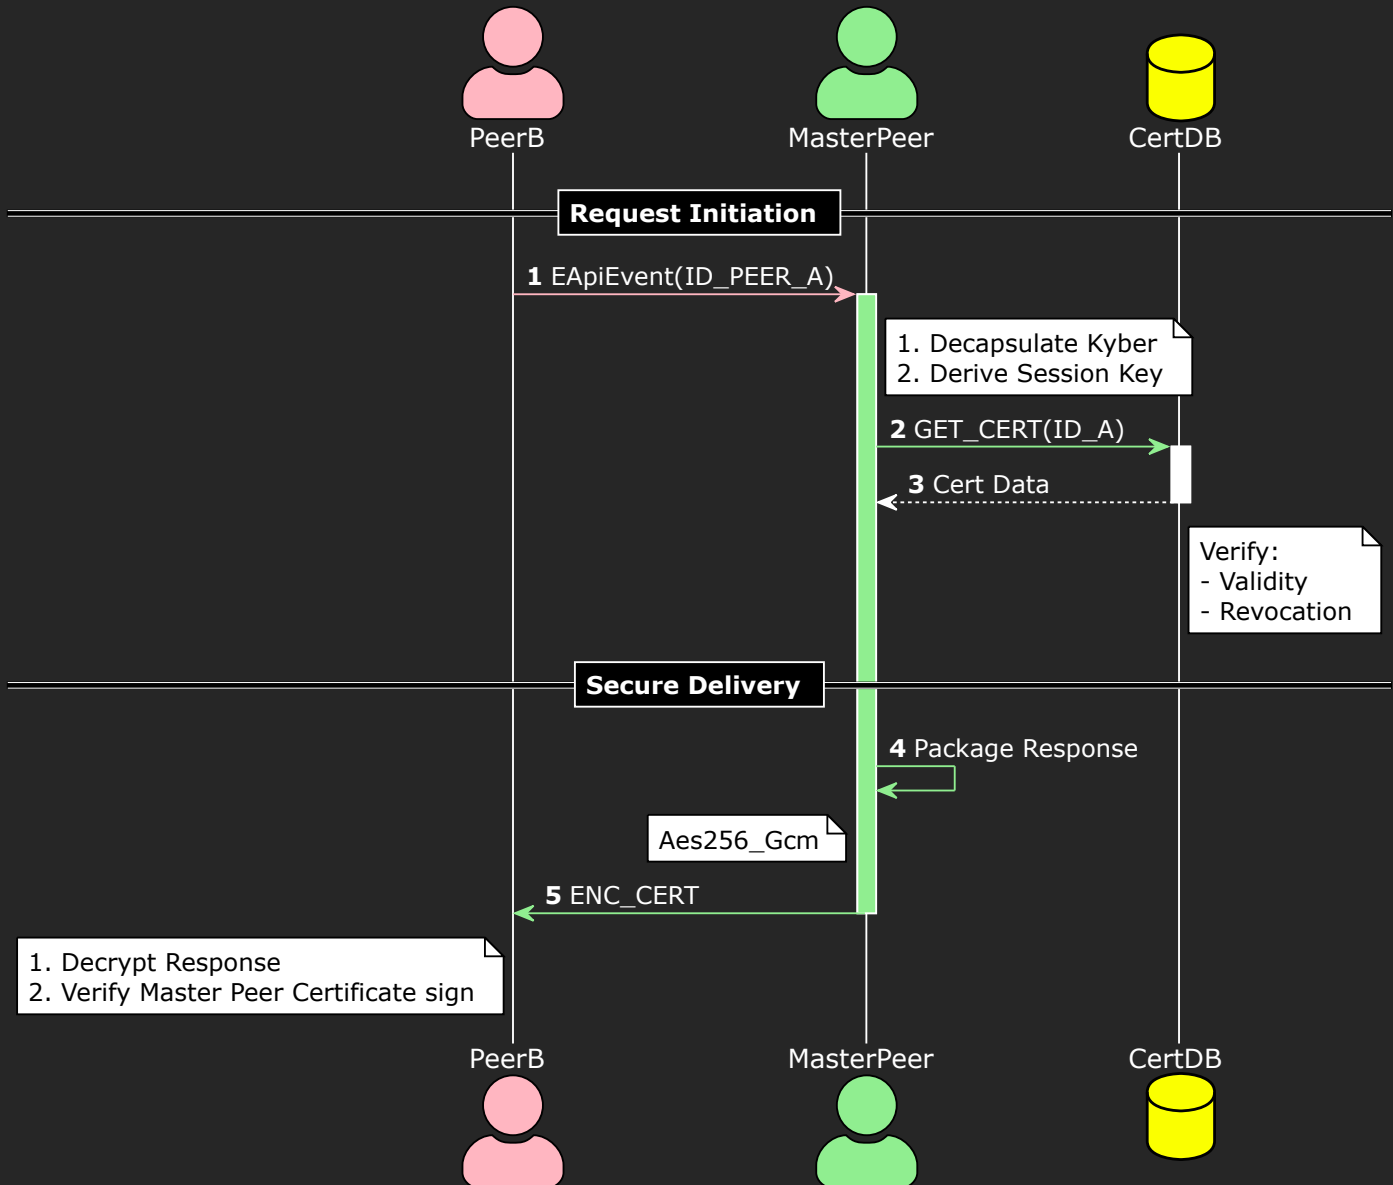 PeerB
MasterPeer
CertDB
Request Initiation
1 EApiEvent(ID_PEER_A)
1. Decapsulate Kyber
2. Derive Session Key
2 GET_CERT(ID_A)
3 Cert Data
Verify:
- Validity
- Revocation
Secure Delivery
4 Package Response
Aes256_Gcm
5 ENC_CERT
1. Decrypt Response
2. Verify Master Peer Certificate sign
PeerB
MasterPeer
CertDB